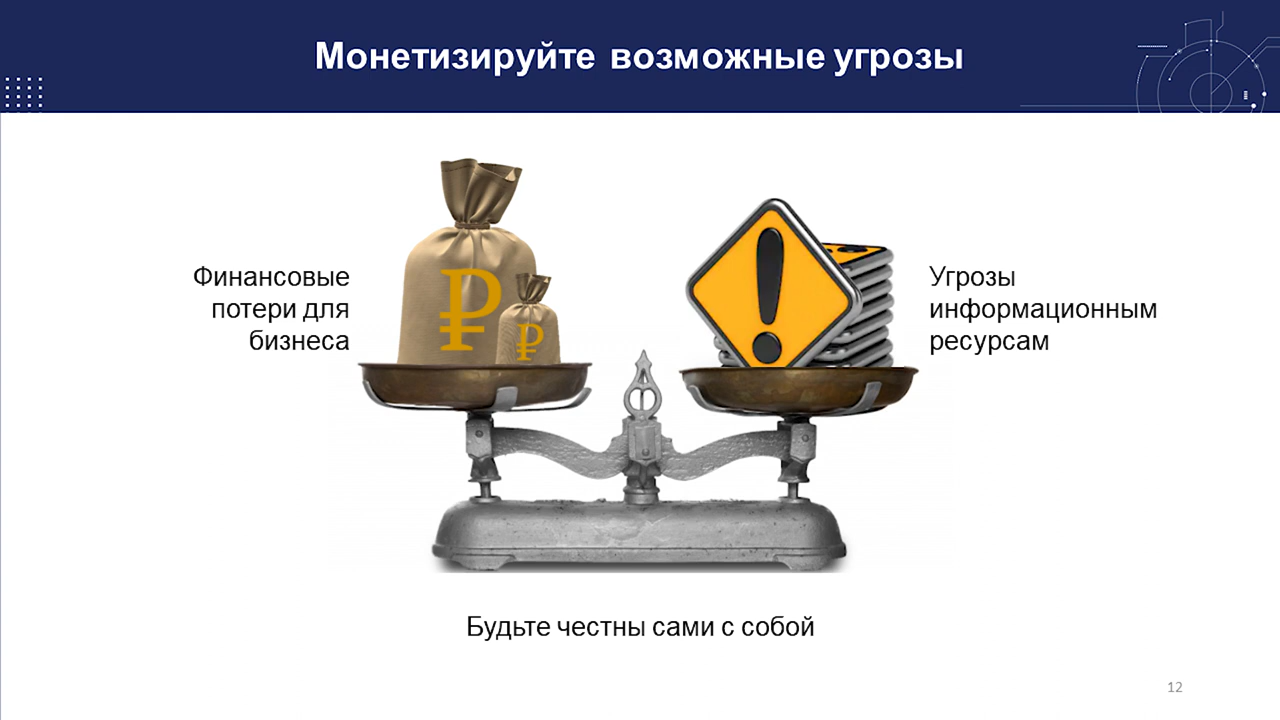 Монетизируйте возможные угрозы
Финансовые
потери для
бизнеса
₽
₽
Угрозы
информационным
ресурсам
Будьте честны сами с собой
12